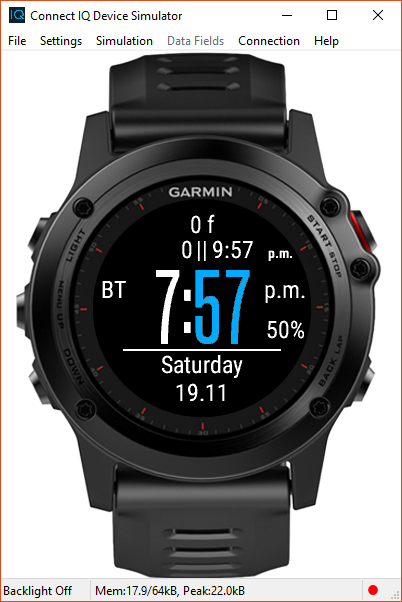 Connect IQ Device Simulator
File Settings Simulation Data Fields Connection Help
GARMIN
LIGHT
START STOP
MENU UP
DOWN
BACK LAP
0 f
0 || 9:57 p.m.
BT 7:57 p.m.
50%
Saturday
19.11
30
Backlight Off Mem:17.9/64kB, Peak:22.0kB